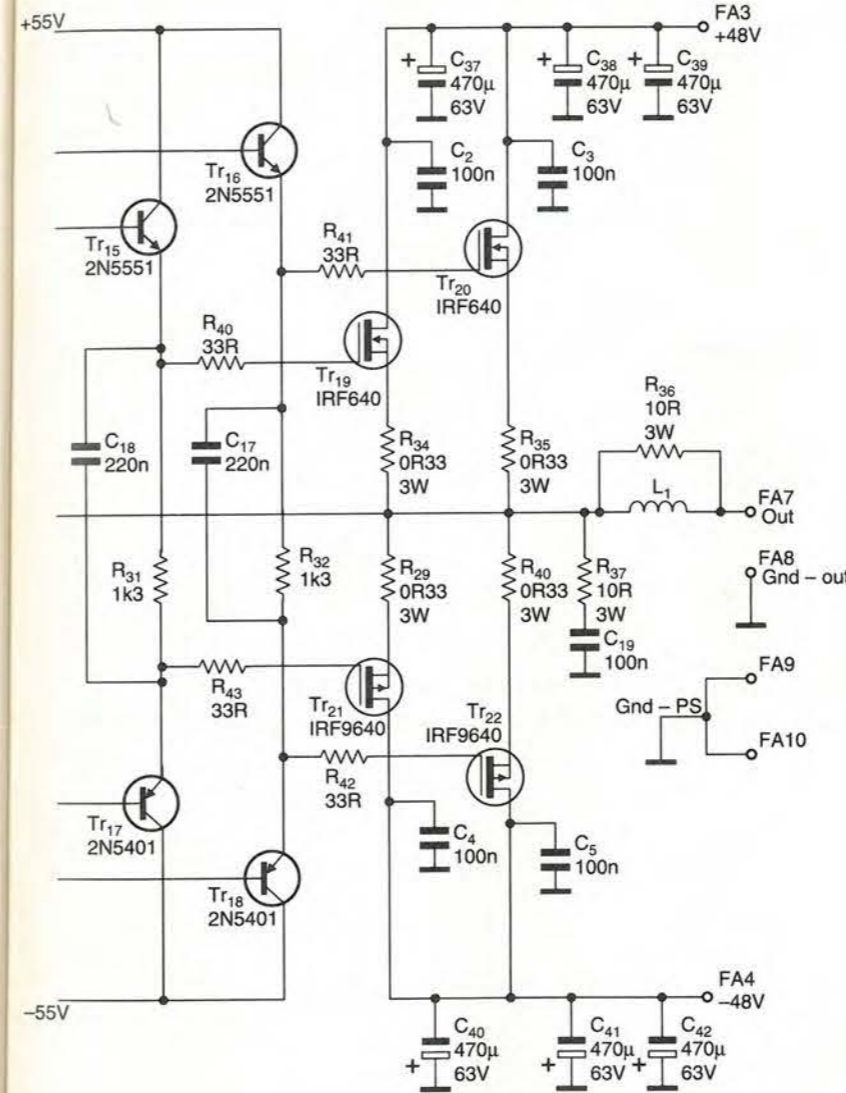 +55V
FA3
+48V
C37
470µ
63V
C38
470µ
63V
C39
470µ
63V
Tr16
2N5551
C2
100n
C3
100n
Tr15
2N5551
R41
33R
Tr20
IRF640
R40
33R
Tr19
IRF640
R36
10R
3W
C18
220n
C17
220n
R34
0R33
3W
R35
0R33
3W
L1
FA7
Out
R31
1k3
R32
1k3
R29
0R33
3W
R40
0R33
3W
R37
10R
3W
FA8
Gnd – out
C19
100n
R43
33R
Tr21
IRF9640
Tr22
IRF9640
Gnd – PS
FA9
FA10
R42
33R
Tr17
2N5401
C4
100n
C5
100n
Tr18
2N5401
FA4
–48V
–55V
C40
470µ
63V
C41
470µ
63V
C42
470µ
63V